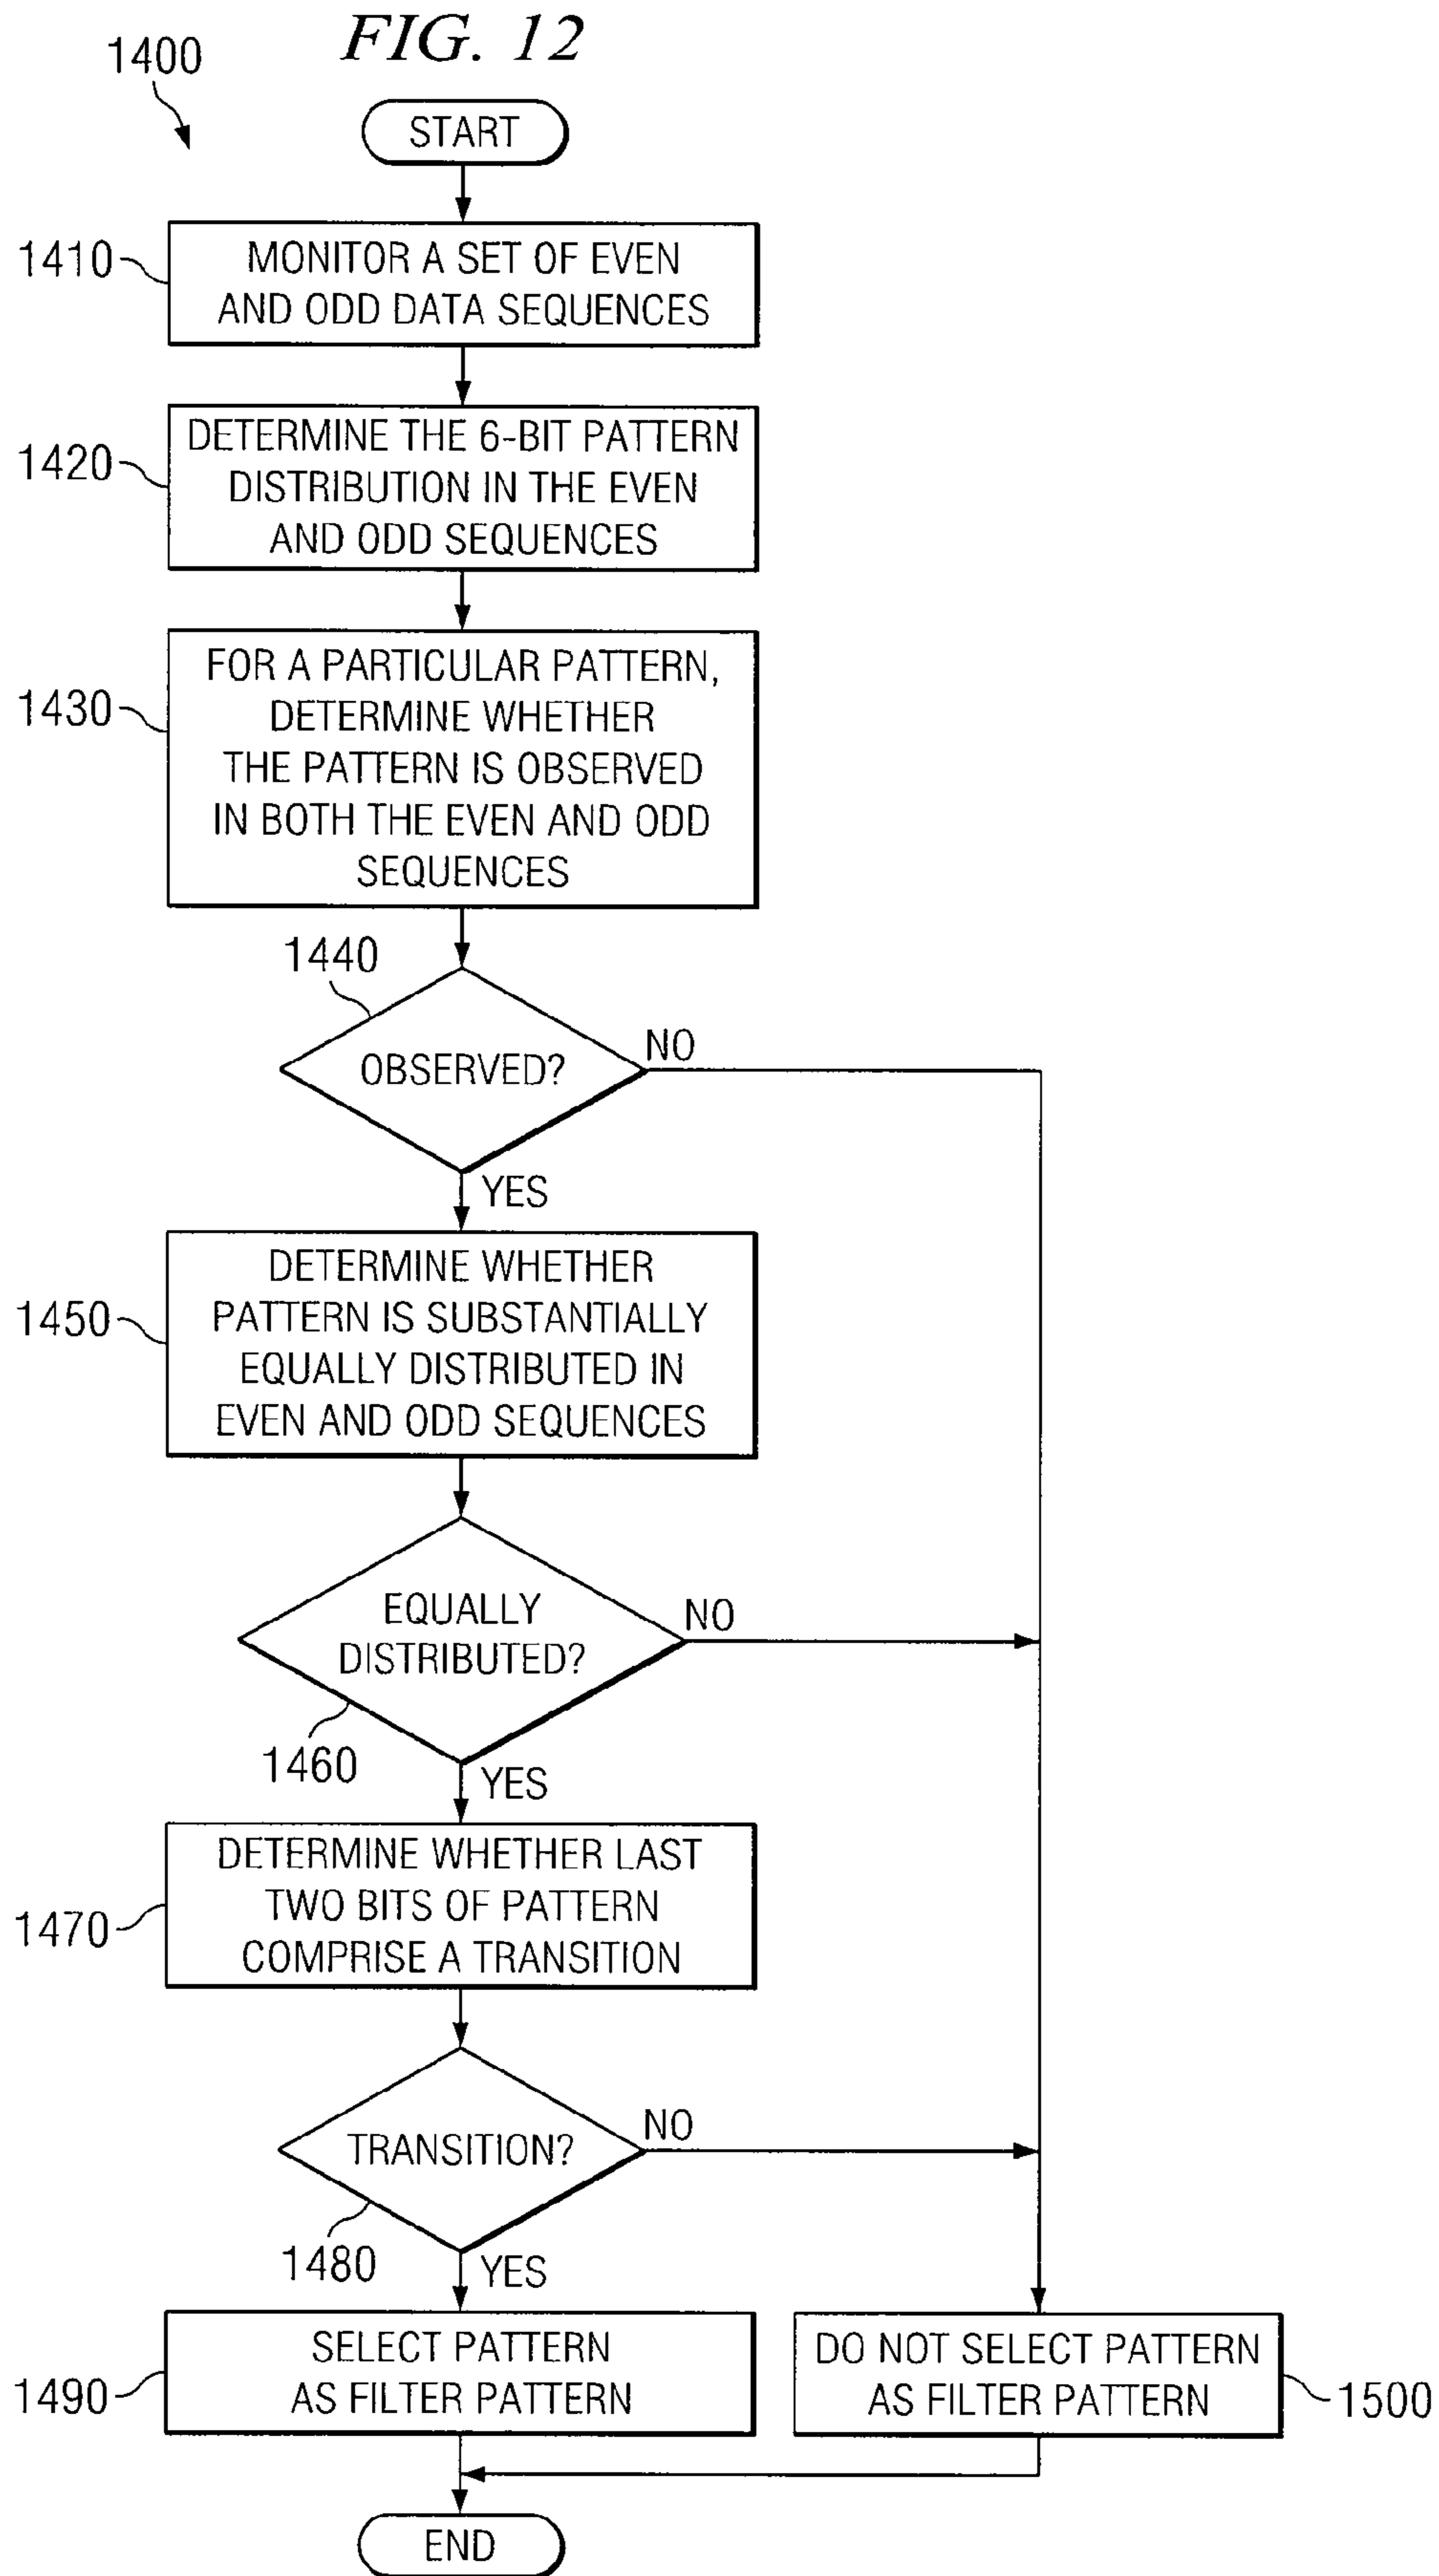 FIG. 12
1400
START
1410
MONITOR A SET OF EVEN
AND ODD DATA SEQUENCES
1420
DETERMINE THE 6-BIT PATTERN
DISTRIBUTION IN THE EVEN
AND ODD SEQUENCES
1430
FOR A PARTICULAR PATTERN,
DETERMINE WHETHER
THE PATTERN IS OBSERVED
IN BOTH THE EVEN AND ODD
SEQUENCES
1440
OBSERVED?
NO
YES
1450
DETERMINE WHETHER
PATTERN IS SUBSTANTIALLY
EQUALLY DISTRIBUTED IN
EVEN AND ODD SEQUENCES
EQUALLY
DISTRIBUTED?
NO
1460
YES
1470
DETERMINE WHETHER LAST
TWO BITS OF PATTERN
COMPRISE A TRANSITION
TRANSITION?
NO
1480
YES
1490
SELECT PATTERN
AS FILTER PATTERN
DO NOT SELECT PATTERN
AS FILTER PATTERN
1500
END